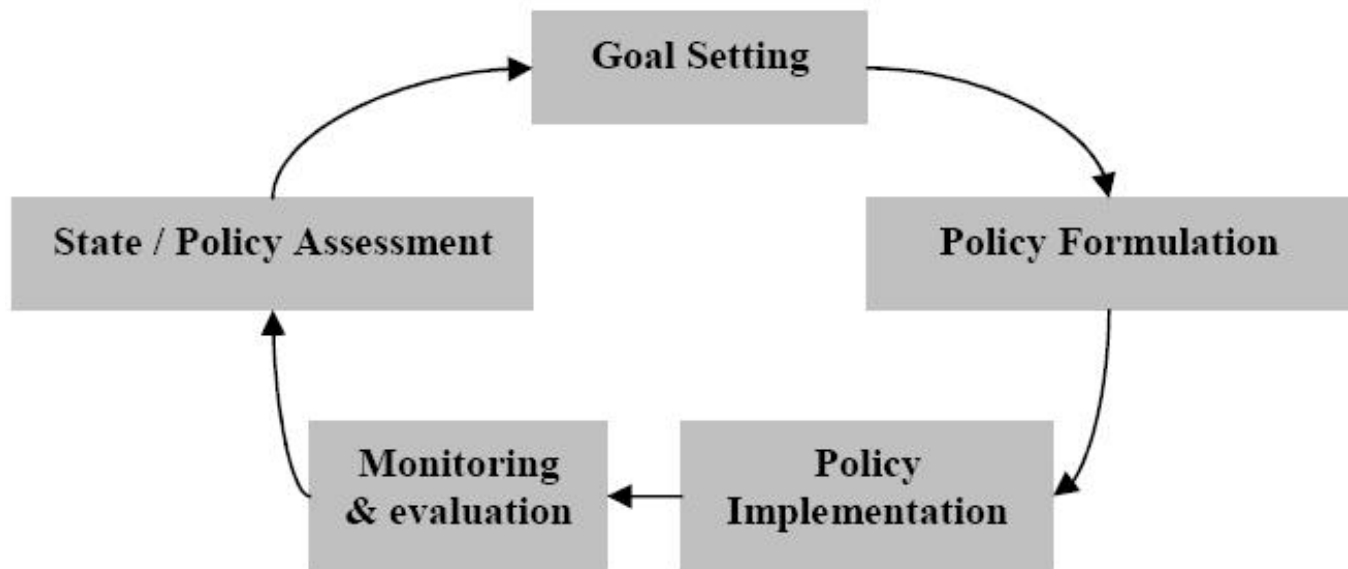 Goal Setting
State / Policy Assessment
Policy Formulation
Monitoring
& evaluation
Policy
Implementation